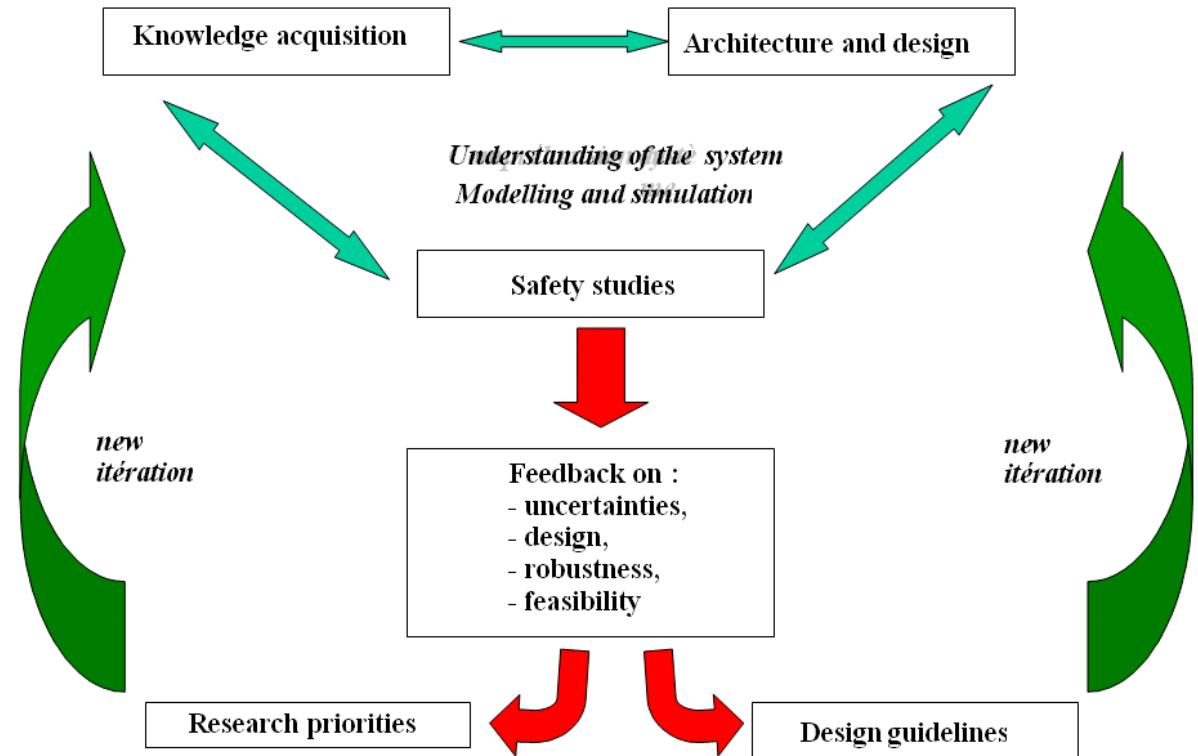 Knowledge acquisition
Architecture and design
Understanding of the system
Modelling and simulation
Safety studies
new
itération
Feedback on :
- uncertainties,
- design,
- robustness,
- feasibility
new
itération
Research priorities
Design guidelines